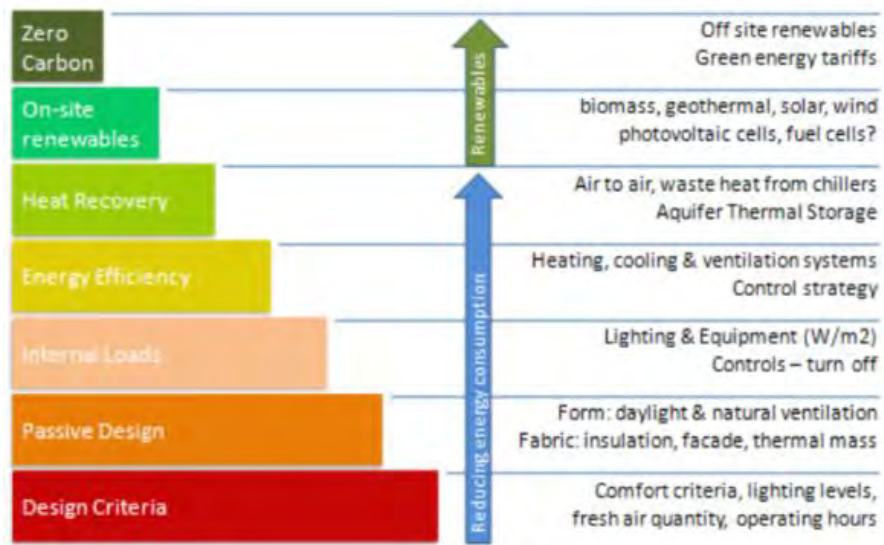 Zero
Carbon
Off site renewables
Green energy tariffs
On-site
renewables
biomass, geothermal, solar, wind
photovoltaic cells, fuel cells?
Heat Recovery
Air to air, waste heat from chillers
Aquifer Thermal Storage
Energy Efficiency
Heating, cooling & ventilation systems
Control strategy
Internal Loads
Lighting & Equipment (W/m2)
Controls – turn off
Passive Design
Form: daylight & natural ventilation
Fabric: insulation, facade, thermal mass
Design Criteria
Comfort criteria, lighting levels,
fresh air quantity, operating hours
Renewables
Reducing energy consumption